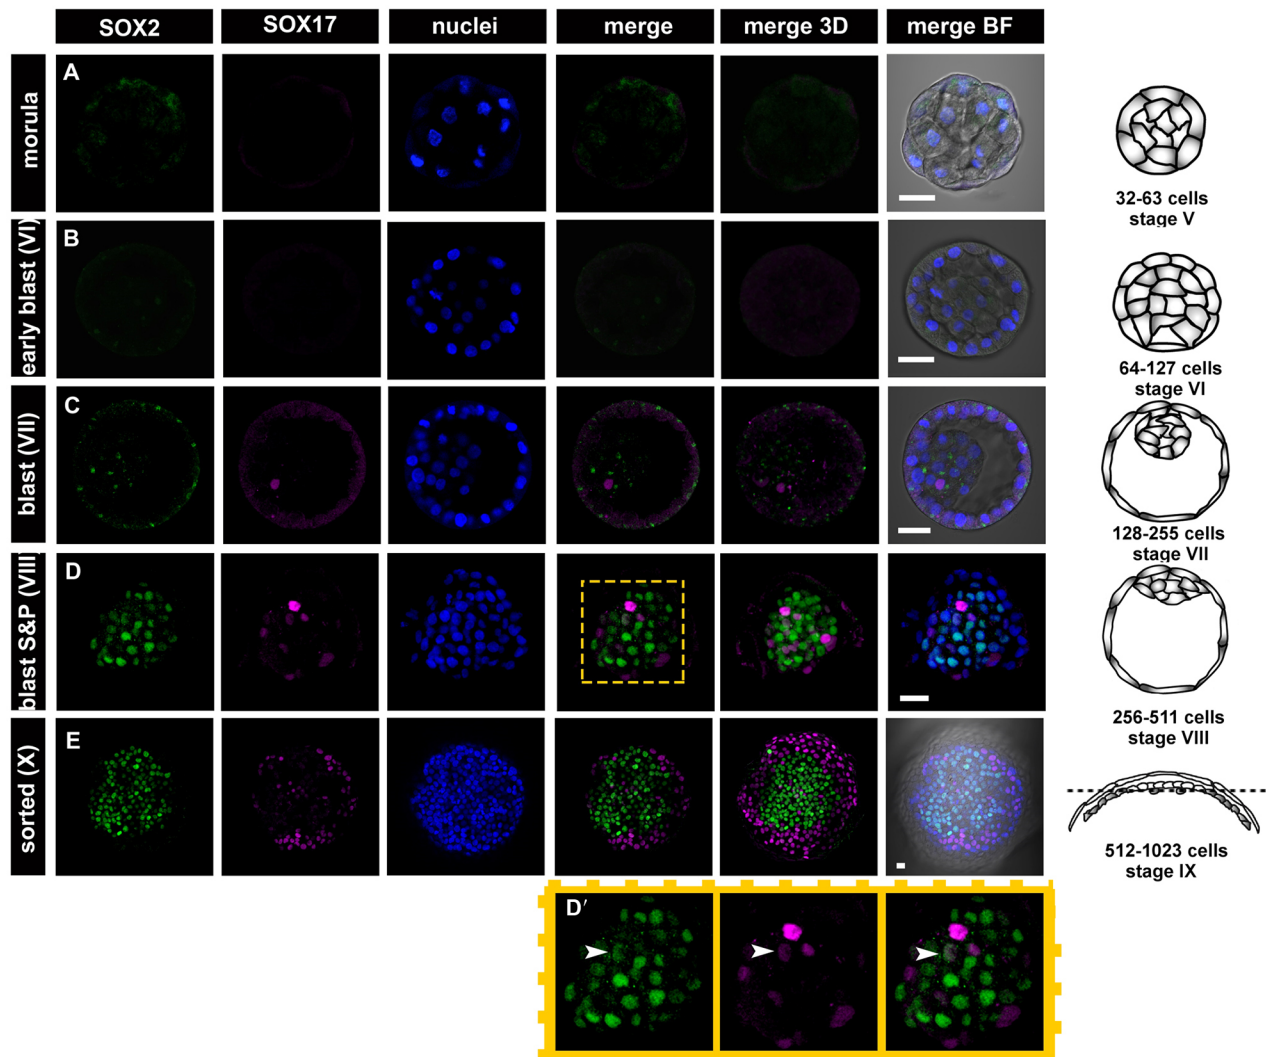 SOX2 SOX17 nuclei merge merge 3D merge BF
morula
A
32-63 cells
stage V
early blast (VI)
B
64-127 cells
stage VI
blast (VII)
C
128-255 cells
stage VII
blast S&P (VIII)
D
256-511 cells
stage VIII
sorted (X)
E
512-1023 cells
stage IX
D′